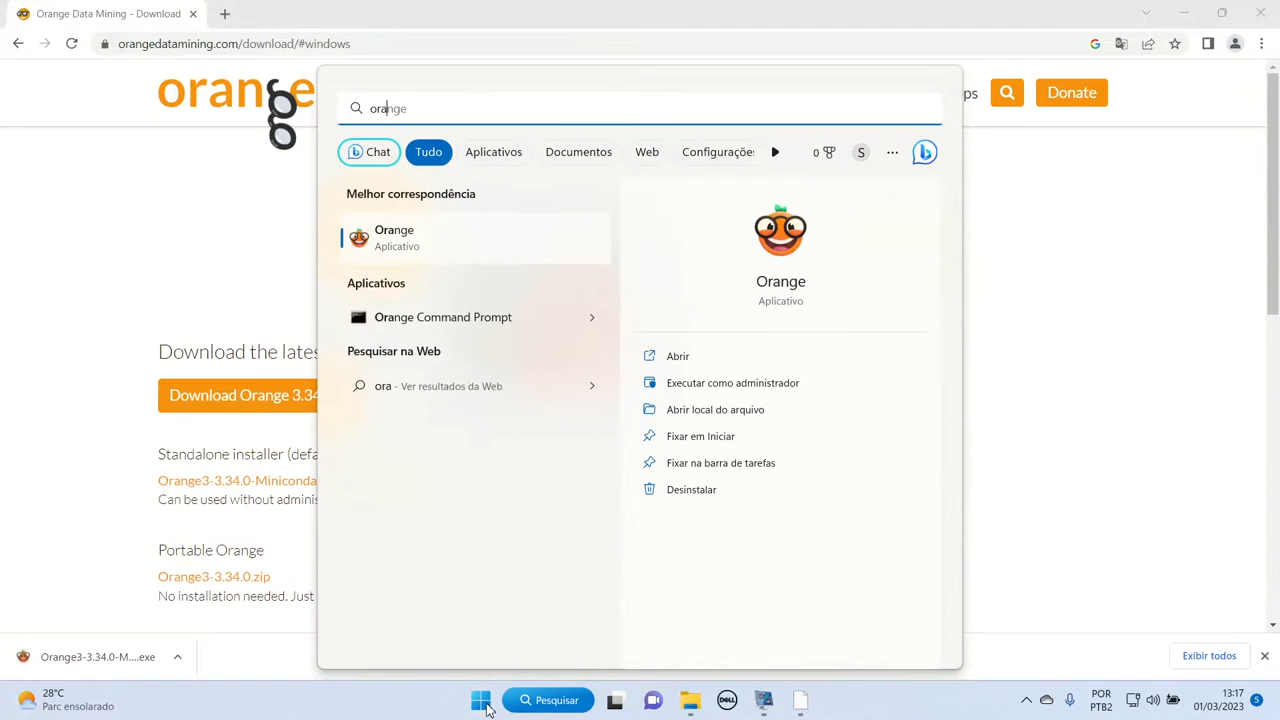 Orange Data Mining - Download
orangedatamining.com/download/#windows
orange
ps
Donate
orange
Chat
Tudo
Aplicativos
Documentos
Web
Configurações
0
S
Melhor correspondência
Orange
Aplicativo
Aplicativos
Orange Command Prompt
Pesquisar na Web
ora - Ver resultados da Web
Orange
Aplicativo
Abrir
Executar como administrador
Abrir local do arquivo
Fixar em Iniciar
Fixar na barra de tarefas
Desinstalar
Download the lates
Download Orange 3.34
Standalone installer (defa
Orange3-3.34.0-Miniconda
Can be used without adminis
Portable Orange
Orange3-3.34.0.zip
No installation needed. Just
Orange3-3.34.0-M....exe
Exibir todos
28°C
Parc ensolarado
Pesquisar
DELL
POR
PTB2
13:17
01/03/2023
5